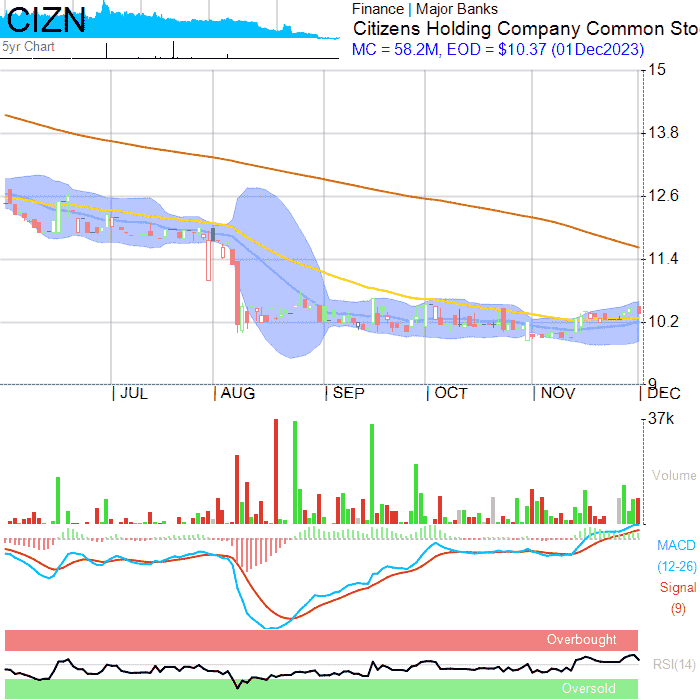 CIZN
5yr Chart
Finance | Major Banks
Citizens Holding Company Common Sto
MC = 58.2M, EOD = $10.37 (01Dec2023)
15
13.8
12.6
11.4
10.2
9
JUL AUG SEP OCT NOV DEC
37k
Volume
MACD
(12-26)
Signal
(9)
Overbought
RSI(14)
Oversold